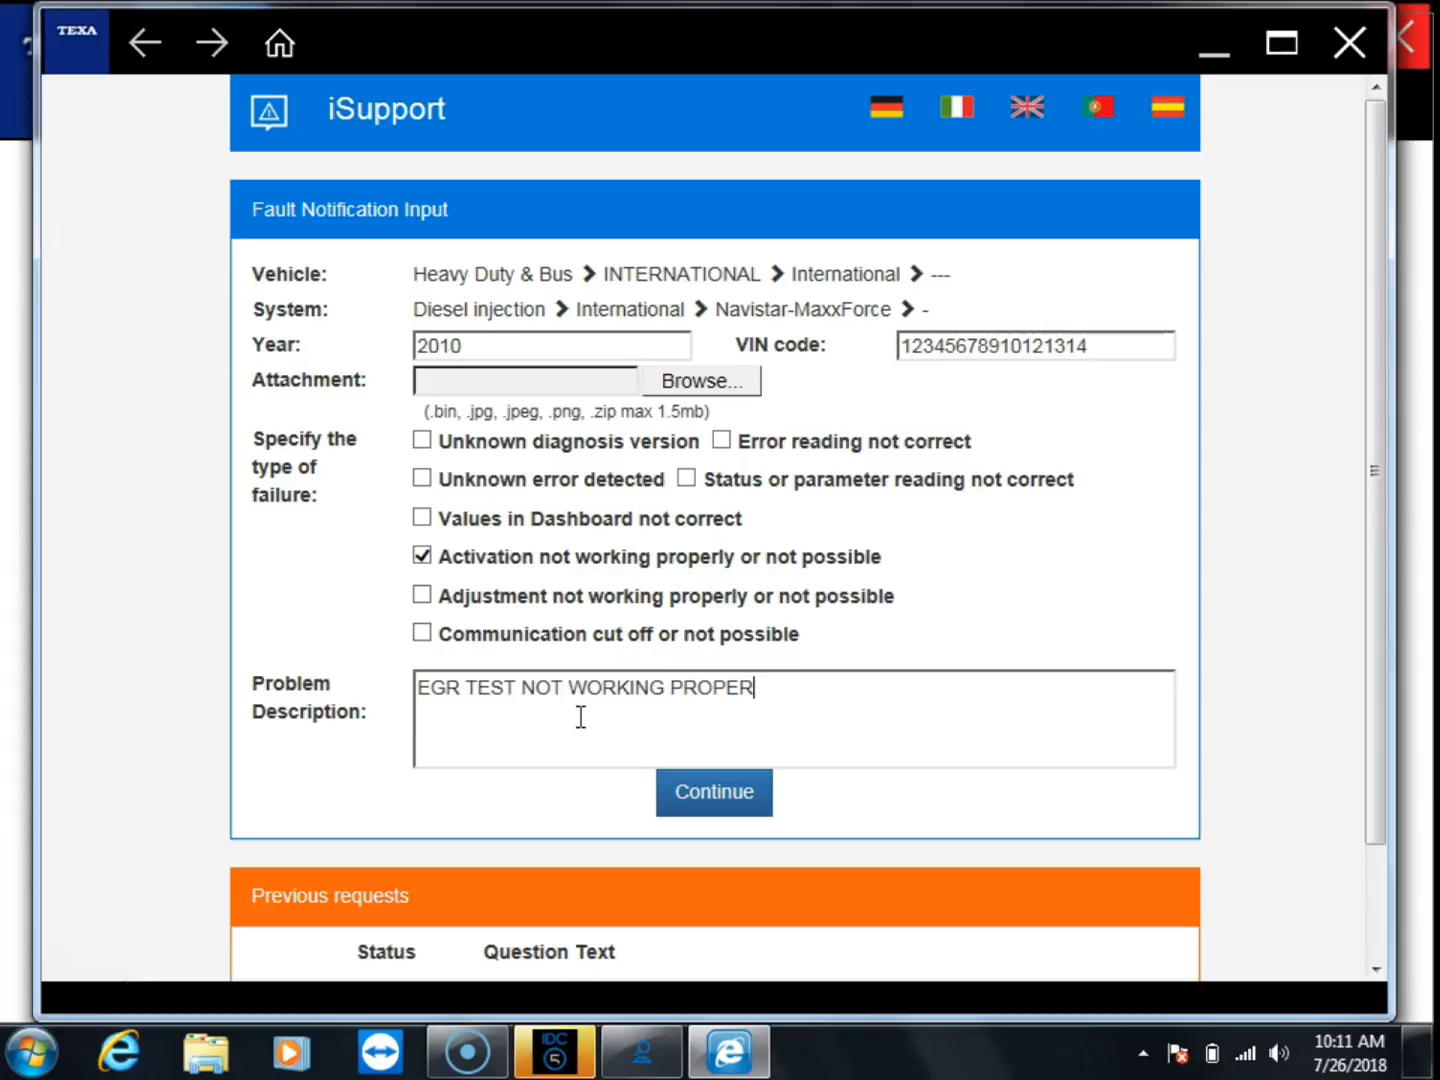 TEXA
iSupport
Fault Notification Input
Vehicle: Heavy Duty & Bus > INTERNATIONAL > International > ---
System: Diesel injection > International > Navistar-MaxxForce > -
Year: 2010 VIN code: 12345678910121314
Attachment: Browse...
(.bin, .jpg, .jpeg, .png, .zip max 1.5mb)
Specify the type of failure:
Unknown diagnosis version Error reading not correct
Unknown error detected Status or parameter reading not correct
Values in Dashboard not correct
Activation not working properly or not possible
Adjustment not working properly or not possible
Communication cut off or not possible
Problem Description:
EGR TEST NOT WORKING PROPER
Continue
Previous requests
Status Question Text
IDC
5
10:11 AM
7/26/2018